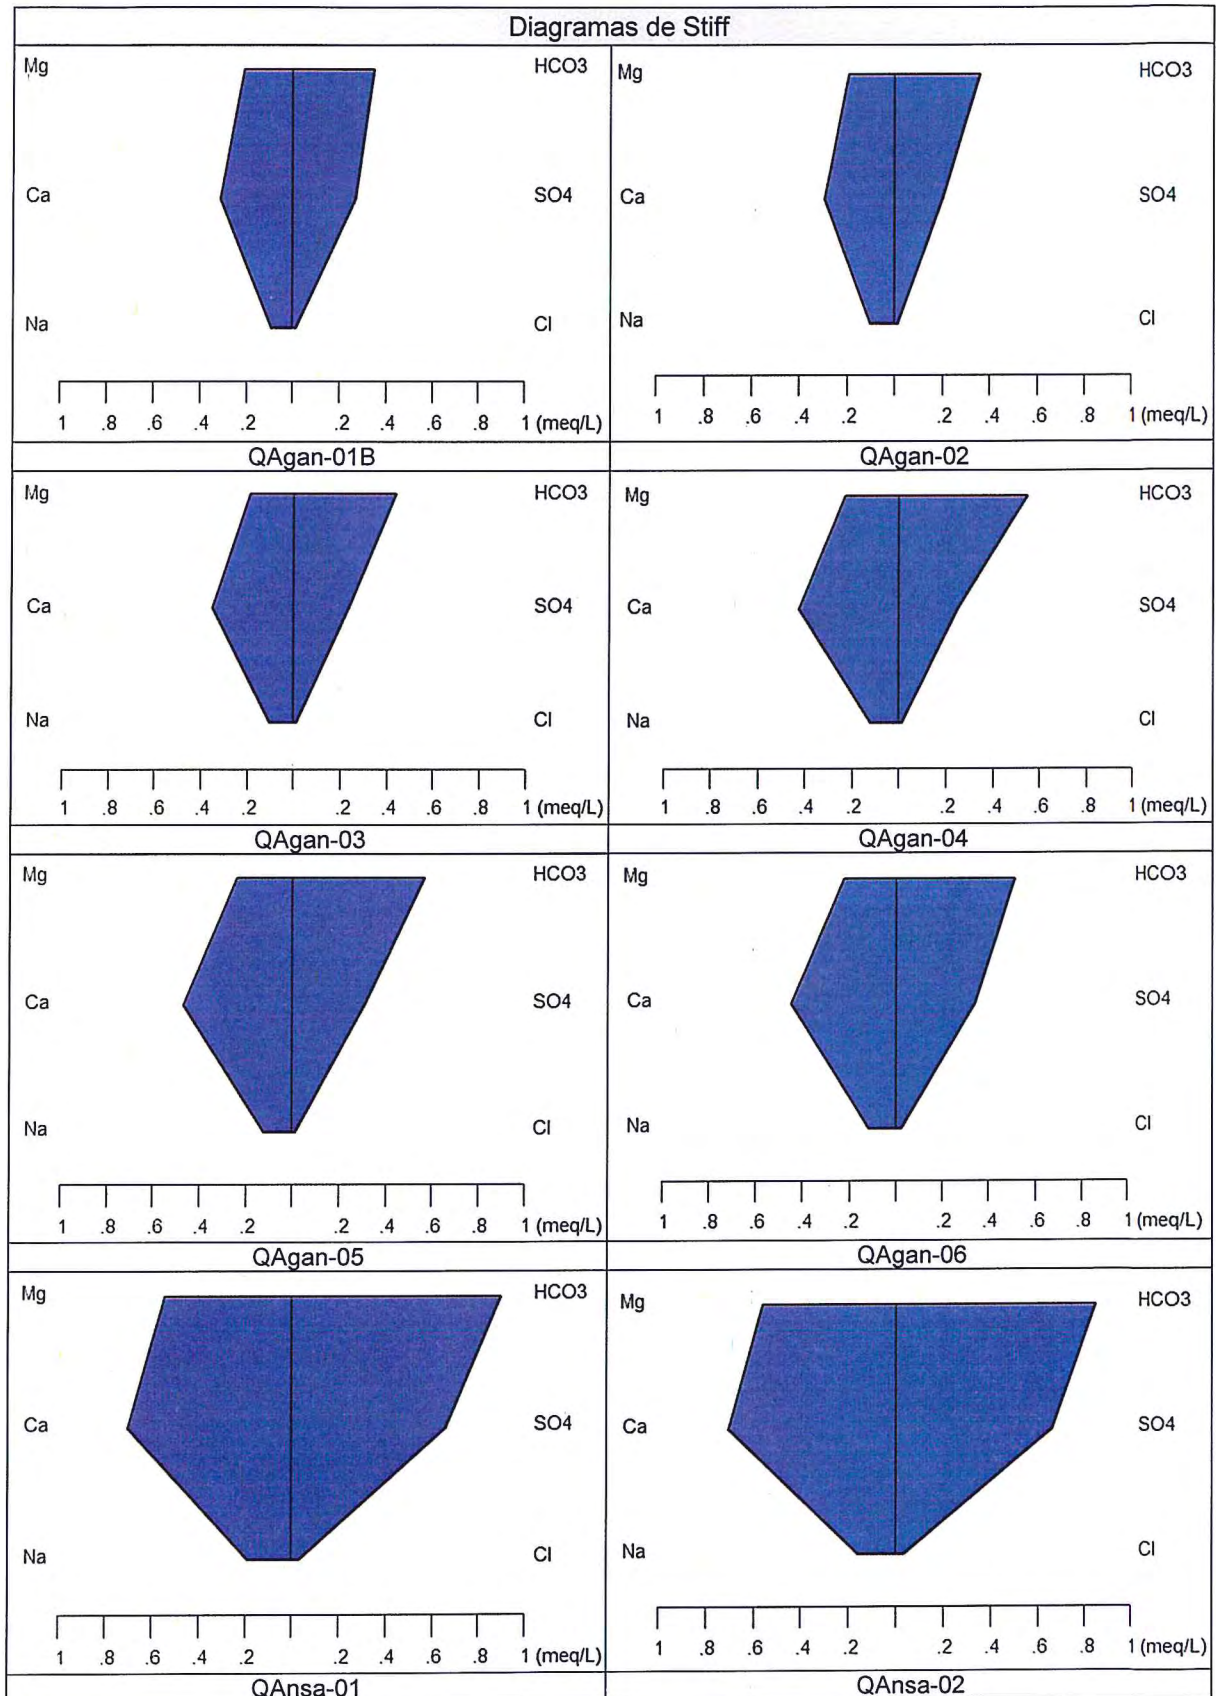 Diagramas de Stiff
Mg HCO3
Ca SO4
Na Cl
1 .8 .6 .4 .2 .2 .4 .6 .8 1 (meq/L)
QAgan-01B
Mg HCO3
Ca SO4
Na Cl
1 .8 .6 .4 .2 .2 .4 .6 .8 1 (meq/L)
QAgan-02
Mg HCO3
Ca SO4
Na Cl
1 .8 .6 .4 .2 .2 .4 .6 .8 1 (meq/L)
QAgan-03
Mg HCO3
Ca SO4
Na Cl
1 .8 .6 .4 .2 .2 .4 .6 .8 1 (meq/L)
QAgan-04
Mg HCO3
Ca SO4
Na Cl
1 .8 .6 .4 .2 .2 .4 .6 .8 1 (meq/L)
QAgan-05
Mg HCO3
Ca SO4
Na Cl
1 .8 .6 .4 .2 .2 .4 .6 .8 1 (meq/L)
QAgan-06
Mg HCO3
Ca SO4
Na Cl
1 .8 .6 .4 .2 .2 .4 .6 .8 1 (meq/L)
QAnsa-01
Mg HCO3
Ca SO4
Na Cl
1 .8 .6 .4 .2 .2 .4 .6 .8 1 (meq/L)
QAnsa-02